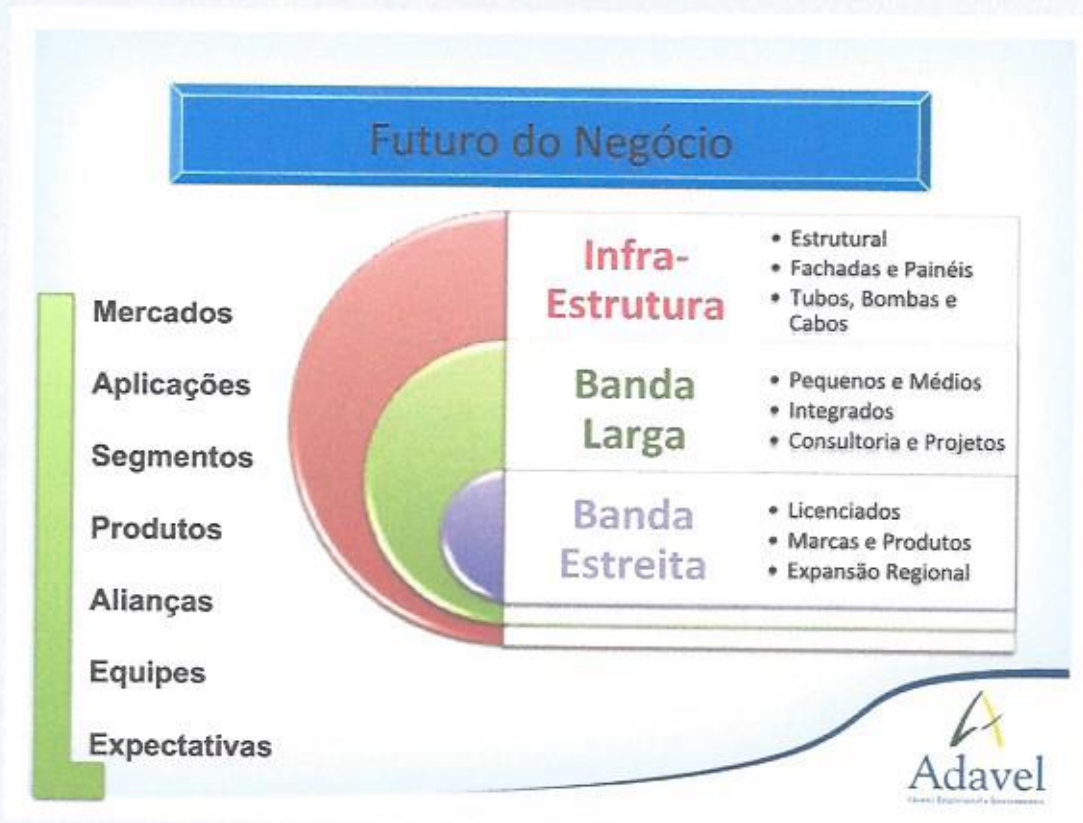 Futuro do Negócio
Mercados
Aplicações
Segmentos
Produtos
Alianças
Equipes
Expectativas
Infra-
Estrutura
• Estrutural
• Fachadas e Painéis
• Tubos, Bombas e
Cabos
Banda
Larga
• Pequenos e Médios
• Integrados
• Consultoria e Projetos
Banda
Estreita
• Licenciados
• Marcas e Produtos
• Expansão Regional
Adavel